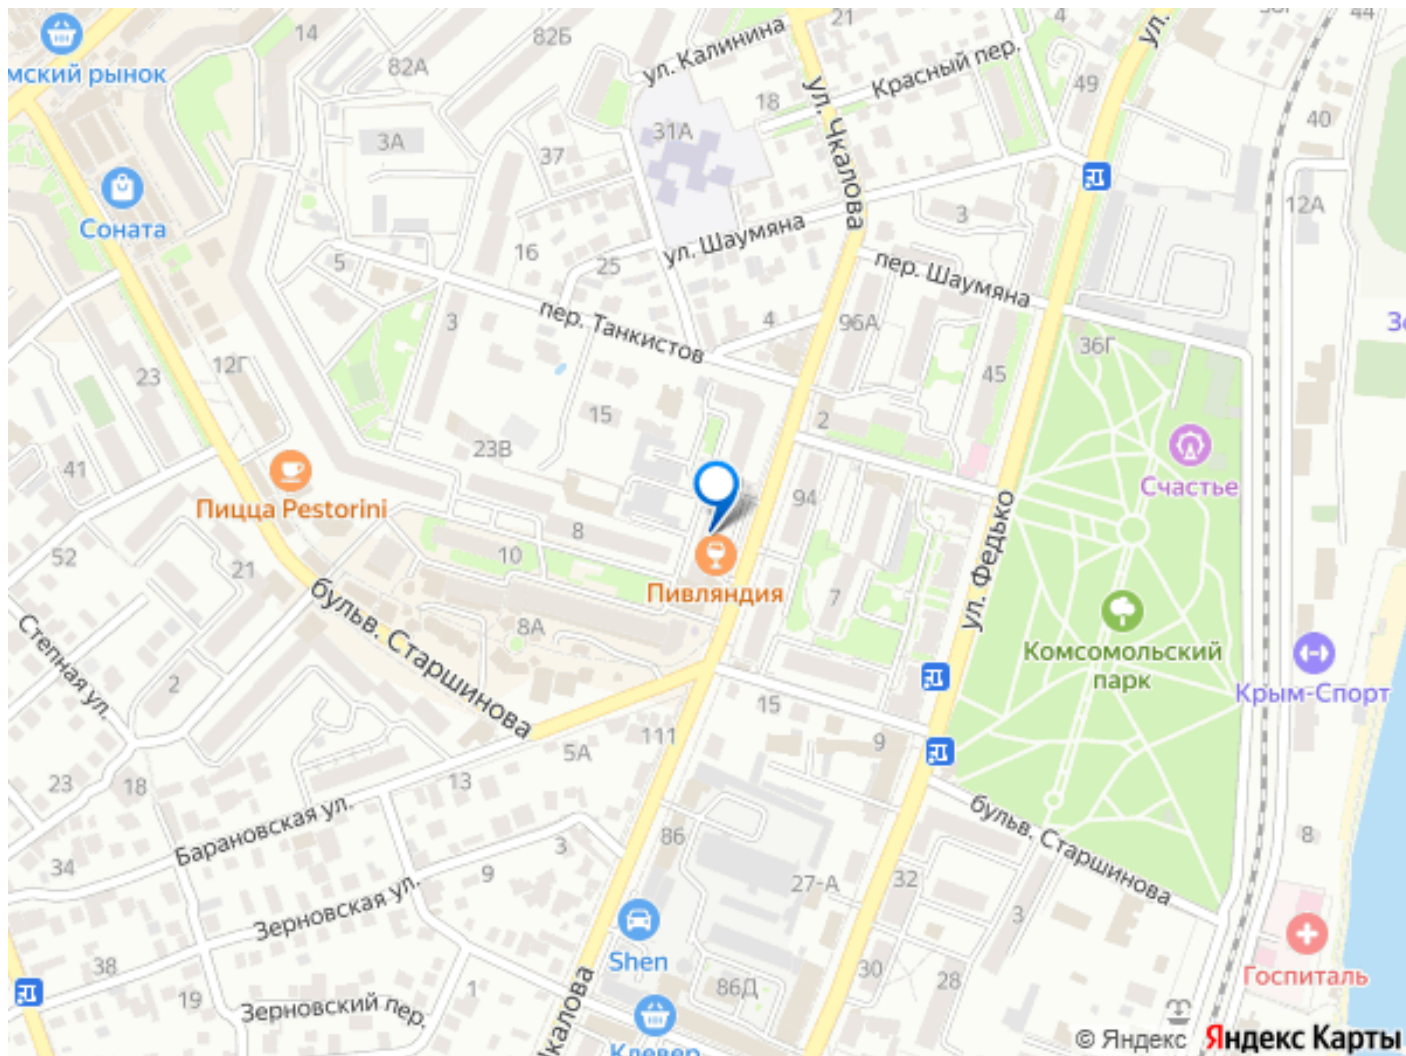 21
4
44
14
82Б
ул. Калинина
ул.
мский рынок
82А
Красный пер.
49
18
ул. Чкалова
40
31А
3А
37
12А
Соната
3
ул. Шаумяна
16
25
пер. Шаумяна
5
пер. Танкистов
4
3
96А
36Г
12Г
23
45
15
2
23В
41
Счастье
Пицца Pestorini
94
ул. Федько
8
10
52
21
Пивляндия
7
бульв. Старшинова
8А
Степная ул.
Комсомольский
парк
2
Крым-Спорт
15
111
9
5А
13
23
18
Барановская ул.
бульв. Старшинова
86
3
8
34
9
27-А
32
Зерновская ул.
3
Shen
38
30
28
Госпиталь
86Д
19
1
Зерновский пер.
Чкалова
Клевер
© Яндекс Яндекс Карты